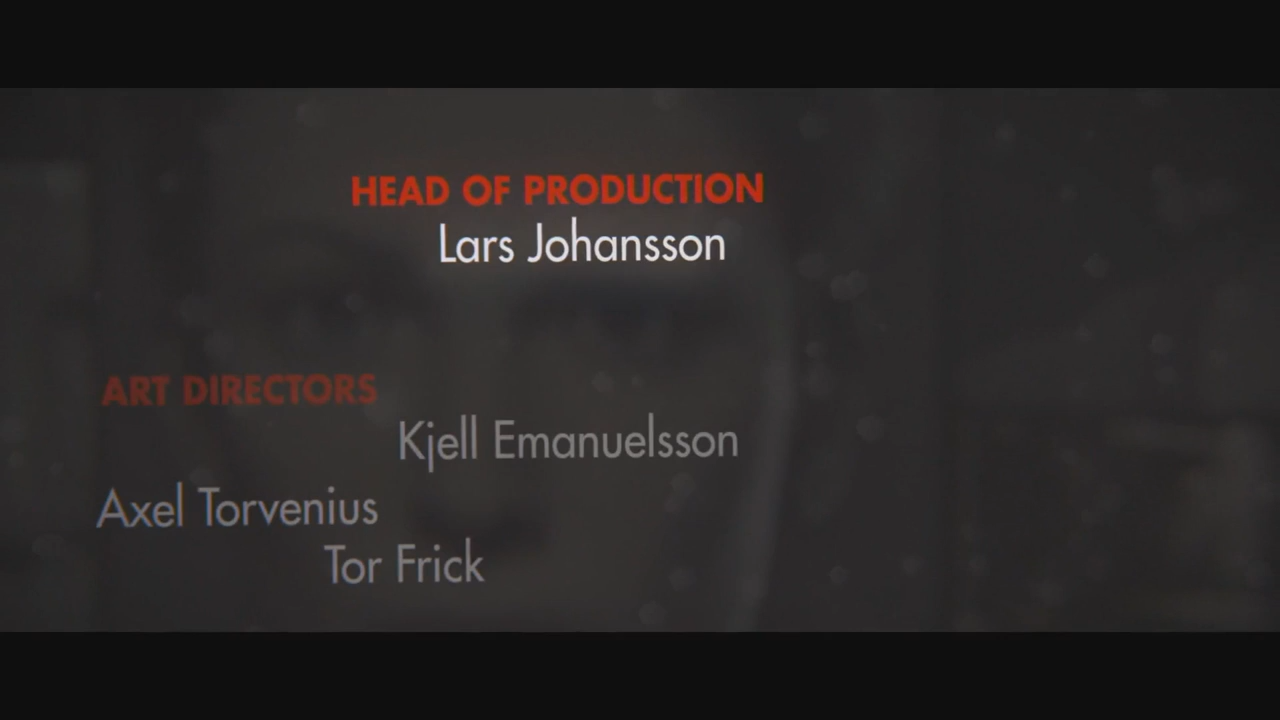 HEAD OF PRODUCTION
Lars Johansson
ART DIRECTORS
Kjell Emanuelsson
Axel Torvenius
Tor Frick